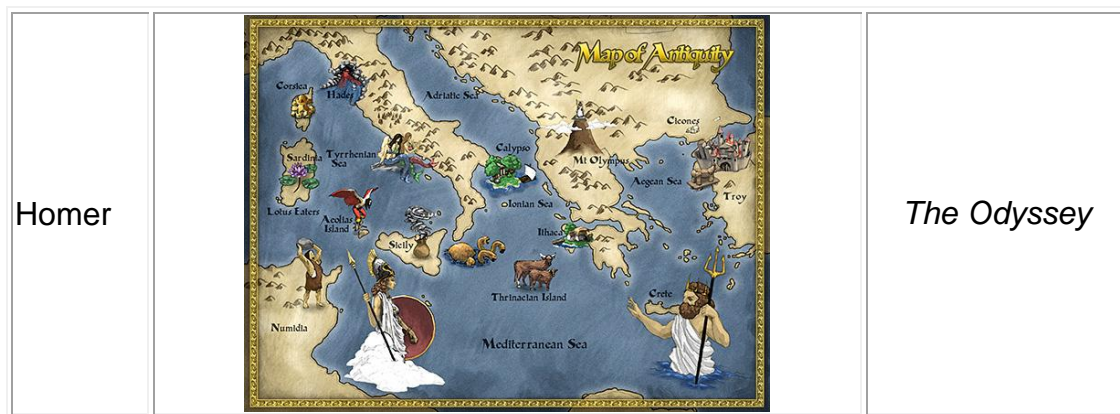 Homer
Map of Antiquity
Corsica
Hades
Adriatic Sea
Cicones
Calypso
Sardinia
Tyrrhenian
Sea
Mt Olympus
Aegean Sea
Troy
Lotus Eaters
Aeolias
Island
Ionian Sea
Ithaca
Sicily
Thrinacian Island
Crete
Numidia
Mediterranean Sea
The Odyssey